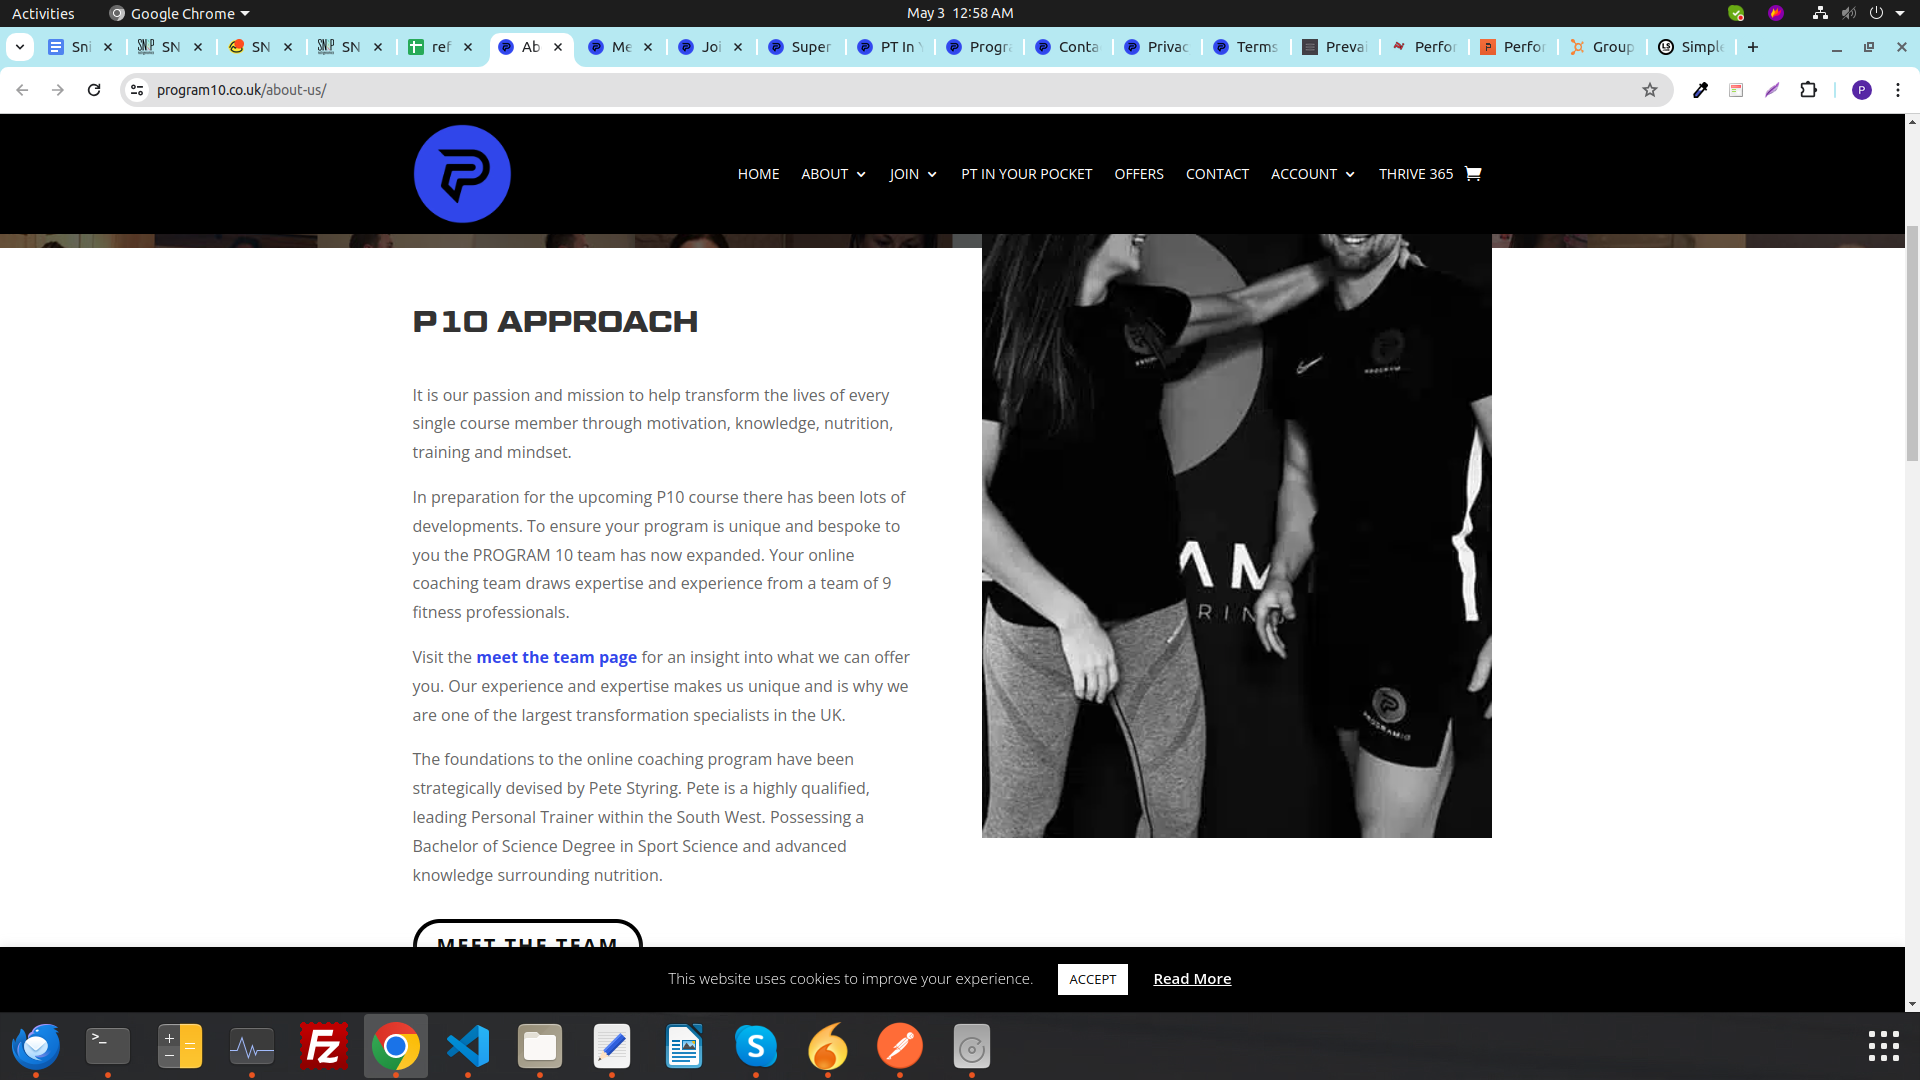 Activities
Google Chrome
May 3 12:58 AM
Sni
SN
SN
SN
ref
Ab
Me
Joi
Super
PT In
Progra
Conta
Privac
Terms
Prevai
Perfor
Perfor
Group
Simple
program10.co.uk/about-us/
P
HOME
ABOUT
JOIN
PT IN YOUR POCKET
OFFERS
CONTACT
ACCOUNT
THRIVE 365
P10 APPROACH
It is our passion and mission to help transform the lives of every
single course member through motivation, knowledge, nutrition,
training and mindset.
In preparation for the upcoming P10 course there has been lots of
developments. To ensure your program is unique and bespoke to
you the PROGRAM 10 team has now expanded. Your online
coaching team draws expertise and experience from a team of 9
fitness professionals.
Visit the meet the team page for an insight into what we can offer
you. Our experience and expertise makes us unique and is why we
are one of the largest transformation specialists in the UK.
The foundations to the online coaching program have been
strategically devised by Pete Styring. Pete is a highly qualified,
leading Personal Trainer within the South West. Possessing a
Bachelor of Science Degree in Sport Science and advanced
knowledge surrounding nutrition.
MEET THE TEAM
AM
RING
PROGRAM10
This website uses cookies to improve your experience.
ACCEPT
Read More